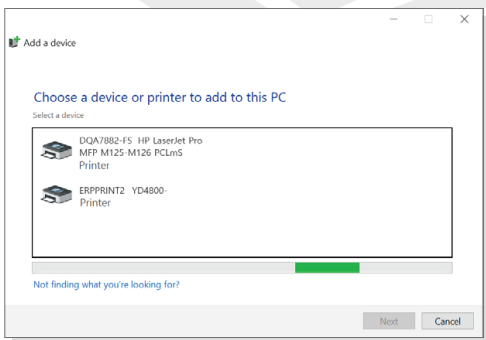 Add a device
Choose a device or printer to add to this PC
Select a device
DQA7882-FS HP LaserJet Pro
MFP M125-M126 PCLmS
Printer
ERPPRINT2 YD4800-
Printer
Not finding what you're looking for?
Next Cancel